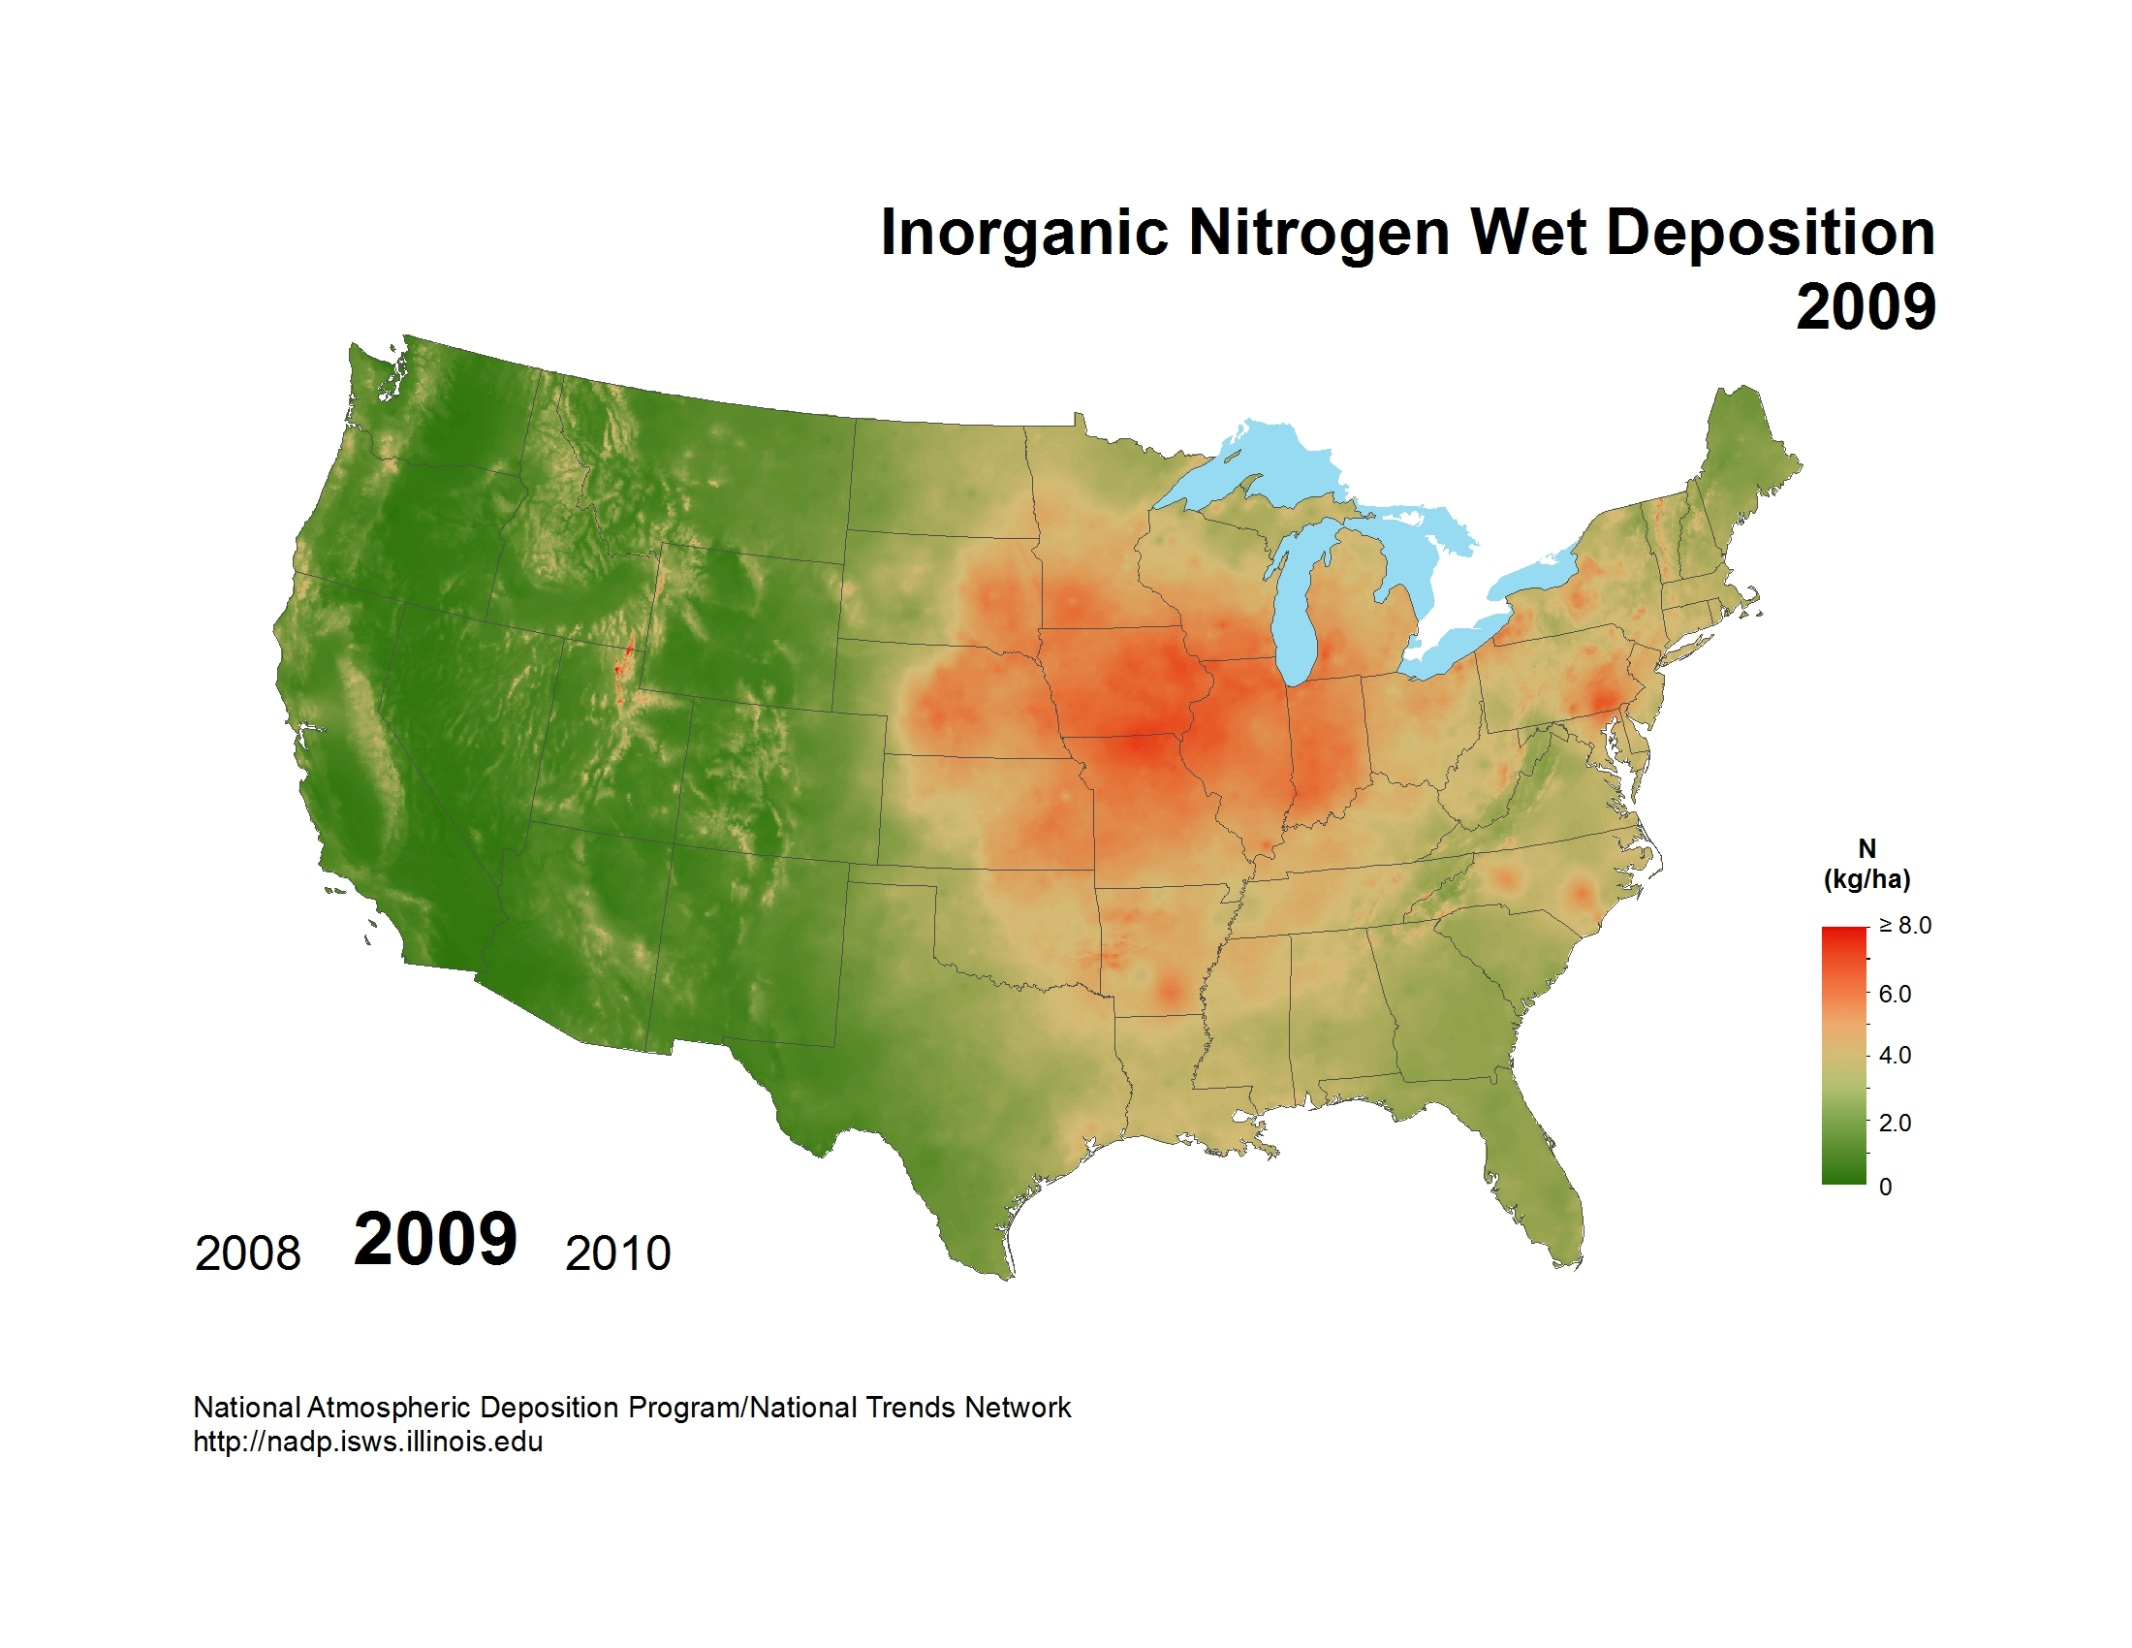 Inorganic Nitrogen Wet Deposition
2009
N
(kg/ha)
≥ 8.0
6.0
4.0
2.0
0
2008 2009 2010
National Atmospheric Deposition Program/National Trends Network
http://nadp.isws.illinois.edu